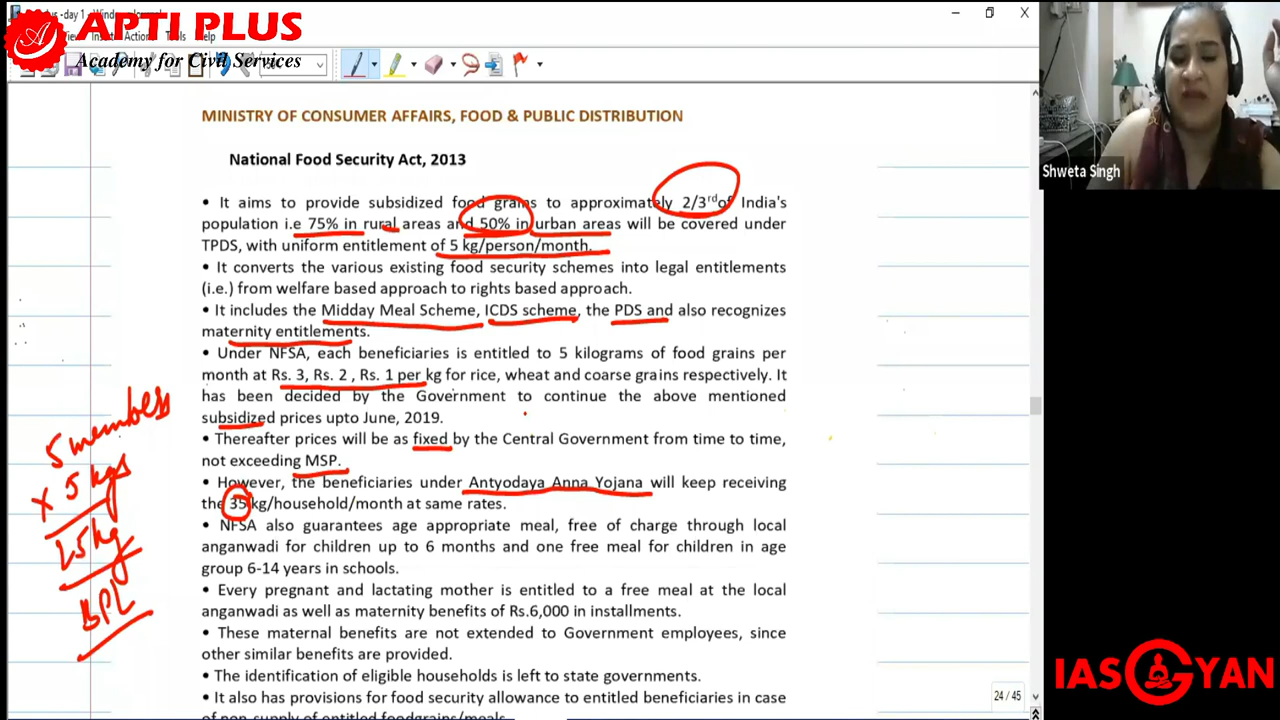 - day 1 - Win
APTI PLUS
Academy for Civil Services
Actions Tools
MINISTRY OF CONSUMER AFFAIRS, FOOD & PUBLIC DISTRIBUTION
National Food Security Act, 2013
• It aims to provide subsidized food grains to approximately 2/3rdof India's
population i.e 75% in rural areas and 50% in urban areas will be covered under
TPDS, with uniform entitlement of 5 kg/person/month.
• It converts the various existing food security schemes into legal entitlements
(i.e.) from welfare based approach to rights based approach.
• It includes the Midday Meal Scheme, ICDS scheme, the PDS and also recognizes
maternity entitlements.
• Under NFSA, each beneficiaries is entitled to 5 kilograms of food grains per
month at Rs. 3, Rs. 2 , Rs. 1 per kg for rice, wheat and coarse grains respectively. It
has been decided by the Government to continue the above mentioned
subsidized prices upto June, 2019.
• Thereafter prices will be as fixed by the Central Government from time to time,
not exceeding MSP.
• However, the beneficiaries under Antyodaya Anna Yojana will keep receiving
the 35 kg/household/month at same rates.
• NFSA also guarantees age appropriate meal, free of charge through local
anganwadi for children up to 6 months and one free meal for children in age
group 6-14 years in schools.
• Every pregnant and lactating mother is entitled to a free meal at the local
anganwadi as well as maternity benefits of Rs.6,000 in installments.
• These maternal benefits are not extended to Government employees, since
other similar benefits are provided.
• The identification of eligible households is left to state governments.
• It also has provisions for food security allowance to entitled beneficiaries in case
of non-supply of entitled foodgrains/meals.
5 members
x 5 kgs
25 kg
BPL
Shweta Singh
24 / 45
IAS GYAN